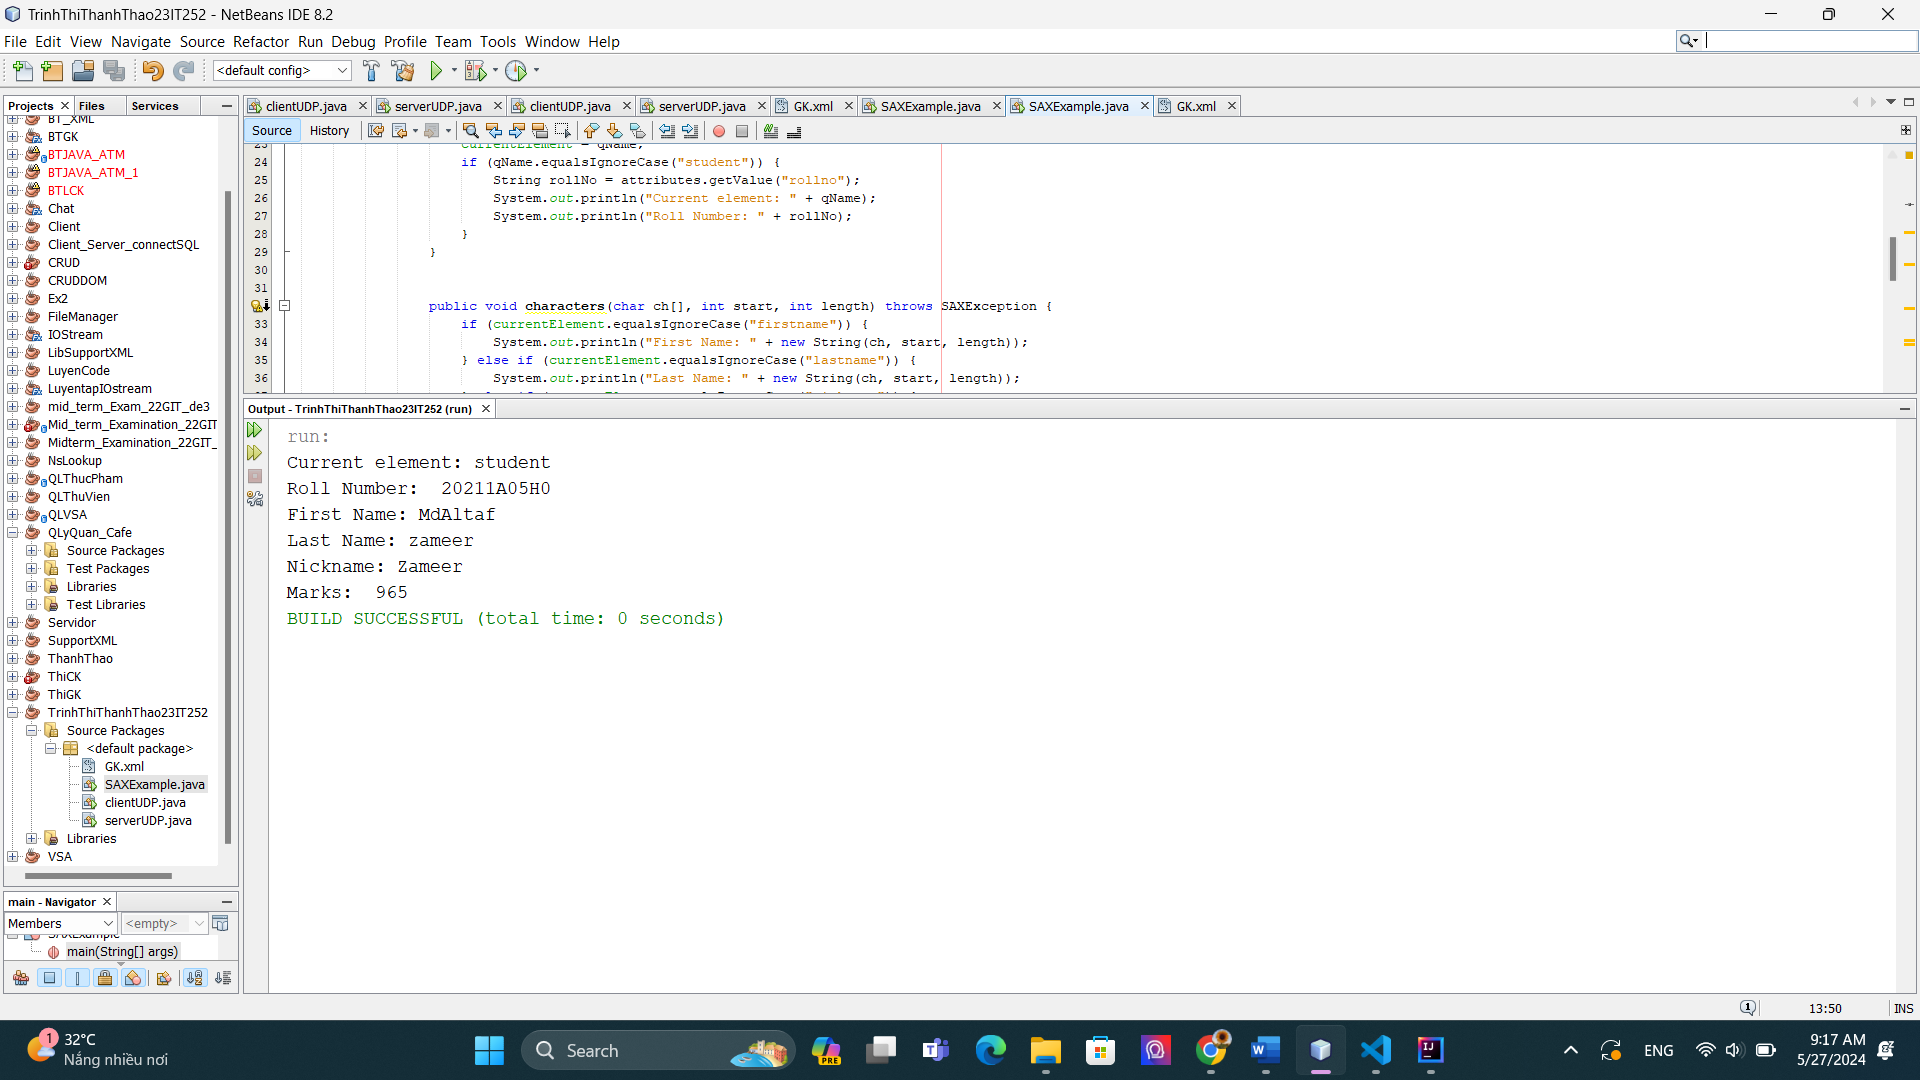 TrinhThiThanhThao23IT252 - NetBeans IDE 8.2
File Edit View Navigate Source Refactor Run Debug Profile Team Tools Window Help
<default config>
Projects Files Services
clientUDP.java serverUDP.java clientUDP.java serverUDP.java GK.xml SAXExample.java SAXExample.java GK.xml
Source History
BT_XML
BTGK
BTJAVA_ATM
BTJAVA_ATM_1
BTLCK
Chat
Client
Client_Server_connectSQL
CRUD
CRUDDOM
Ex2
FileManager
IOStream
LibSupportXML
LuyenCode
LuyentapIOstream
mid_term_Exam_22GIT_de3
Mid_term_Examination_22GIT
Midterm_Examination_22GIT_
NsLookup
QLThucPham
QLThuVien
QLVSA
QLyQuan_Cafe
Source Packages
Test Packages
Libraries
Test Libraries
Servidor
SupportXML
ThanhThao
ThiCK
ThiGK
TrinhThiThanhThao23IT252
Source Packages
<default package>
GK.xml
SAXExample.java
clientUDP.java
serverUDP.java
Libraries
VSA
main - Navigator
Members <empty>
SAXExample
main(String[] args)
23 currentElement = qName;
24 if (qName.equalsIgnoreCase("student")) {
25 String rollNo = attributes.getValue("rollno");
26 System.out.println("Current element: " + qName);
27 System.out.println("Roll Number: " + rollNo);
28 }
29 }
30
31
public void characters(char ch[], int start, int length) throws SAXException {
33 if (currentElement.equalsIgnoreCase("firstname")) {
34 System.out.println("First Name: " + new String(ch, start, length));
35 } else if (currentElement.equalsIgnoreCase("lastname")) {
36 System.out.println("Last Name: " + new String(ch, start, length));
Output - TrinhThiThanhThao23IT252 (run)
run:
Current element: student
Roll Number:  20211A05H0
First Name: MdAltaf
Last Name: zameer
Nickname: Zameer
Marks:  965
BUILD SUCCESSFUL (total time: 0 seconds)
1 13:50 INS
1
32°C
Nắng nhiều nơi
Search
PRE
ENG
9:17 AM
5/27/2024